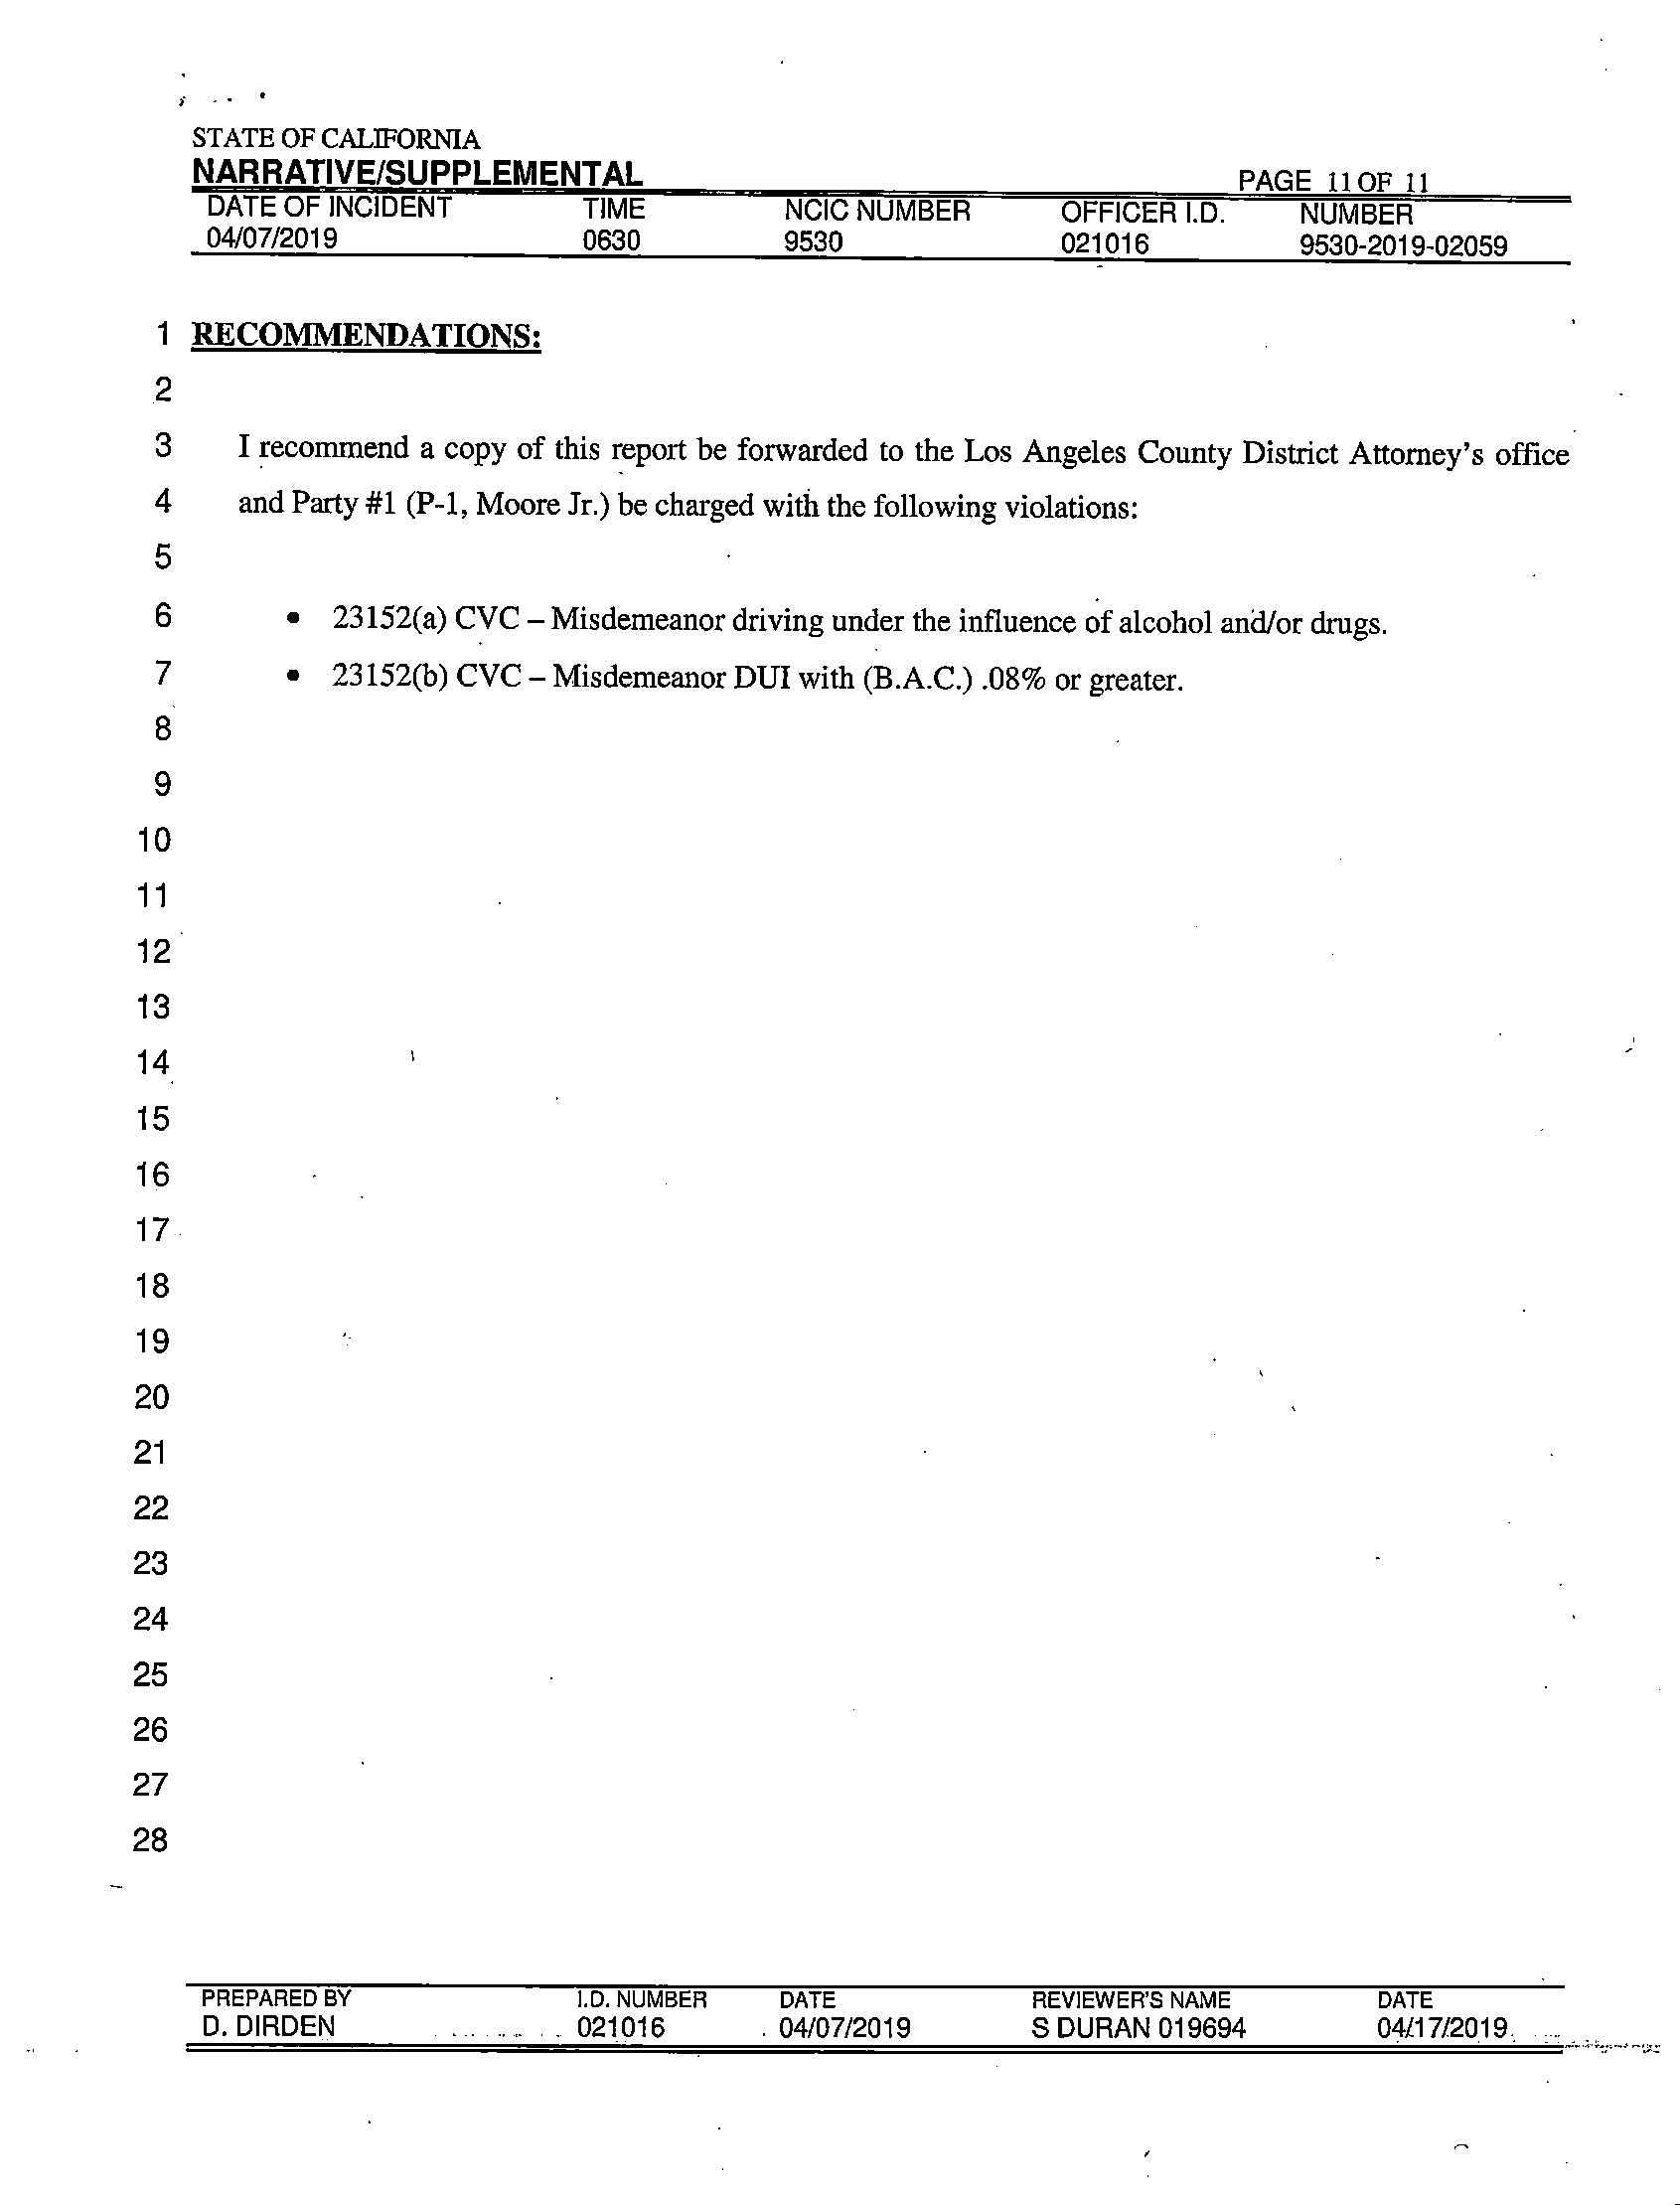 STATE OF CALIFORNIA
NARRATIVE/SUPPLEMENTAL PAGE 11 OF 11
DATE OF INCIDENT TIME NCIC NUMBER OFFICER I.D. NUMBER
04/07/2019 0630 9530 021016 9530-2019-02059
1 RECOMMENDATIONS:
2
3 I recommend a copy of this report be forwarded to the Los Angeles County District Attorney's office
4 and Party #1 (P-1, Moore Jr.) be charged with the following violations:
5
6 • 23152(a) CVC – Misdemeanor driving under the influence of alcohol and/or drugs.
7 • 23152(b) CVC – Misdemeanor DUI with (B.A.C.) .08% or greater.
8
9
10
11
12
13
14
15
16
17
18
19
20
21
22
23
24
25
26
27
28
PREPARED BY I.D. NUMBER DATE REVIEWER'S NAME DATE
D. DIRDEN 021016 04/07/2019 S DURAN 019694 04/17/2019